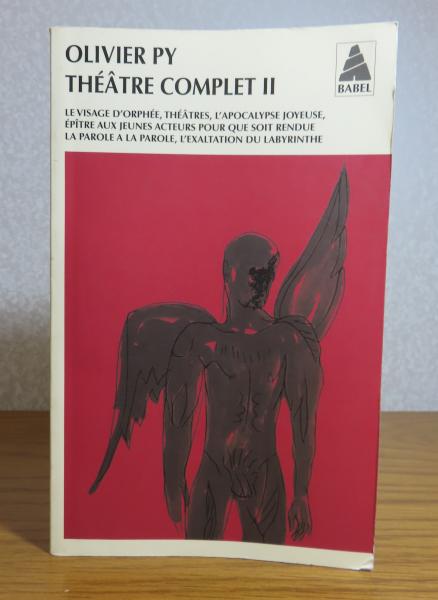 OLIVIER PY
THÉÂTRE COMPLET II
BABEL
LE VISAGE D'ORPHÉE, THÉÂTRES, L'APOCALYPSE JOYEUSE,
ÉPÎTRE AUX JEUNES ACTEURS POUR QUE SOIT RENDUE
LA PAROLE A LA PAROLE, L'EXALTATION DU LABYRINTHE